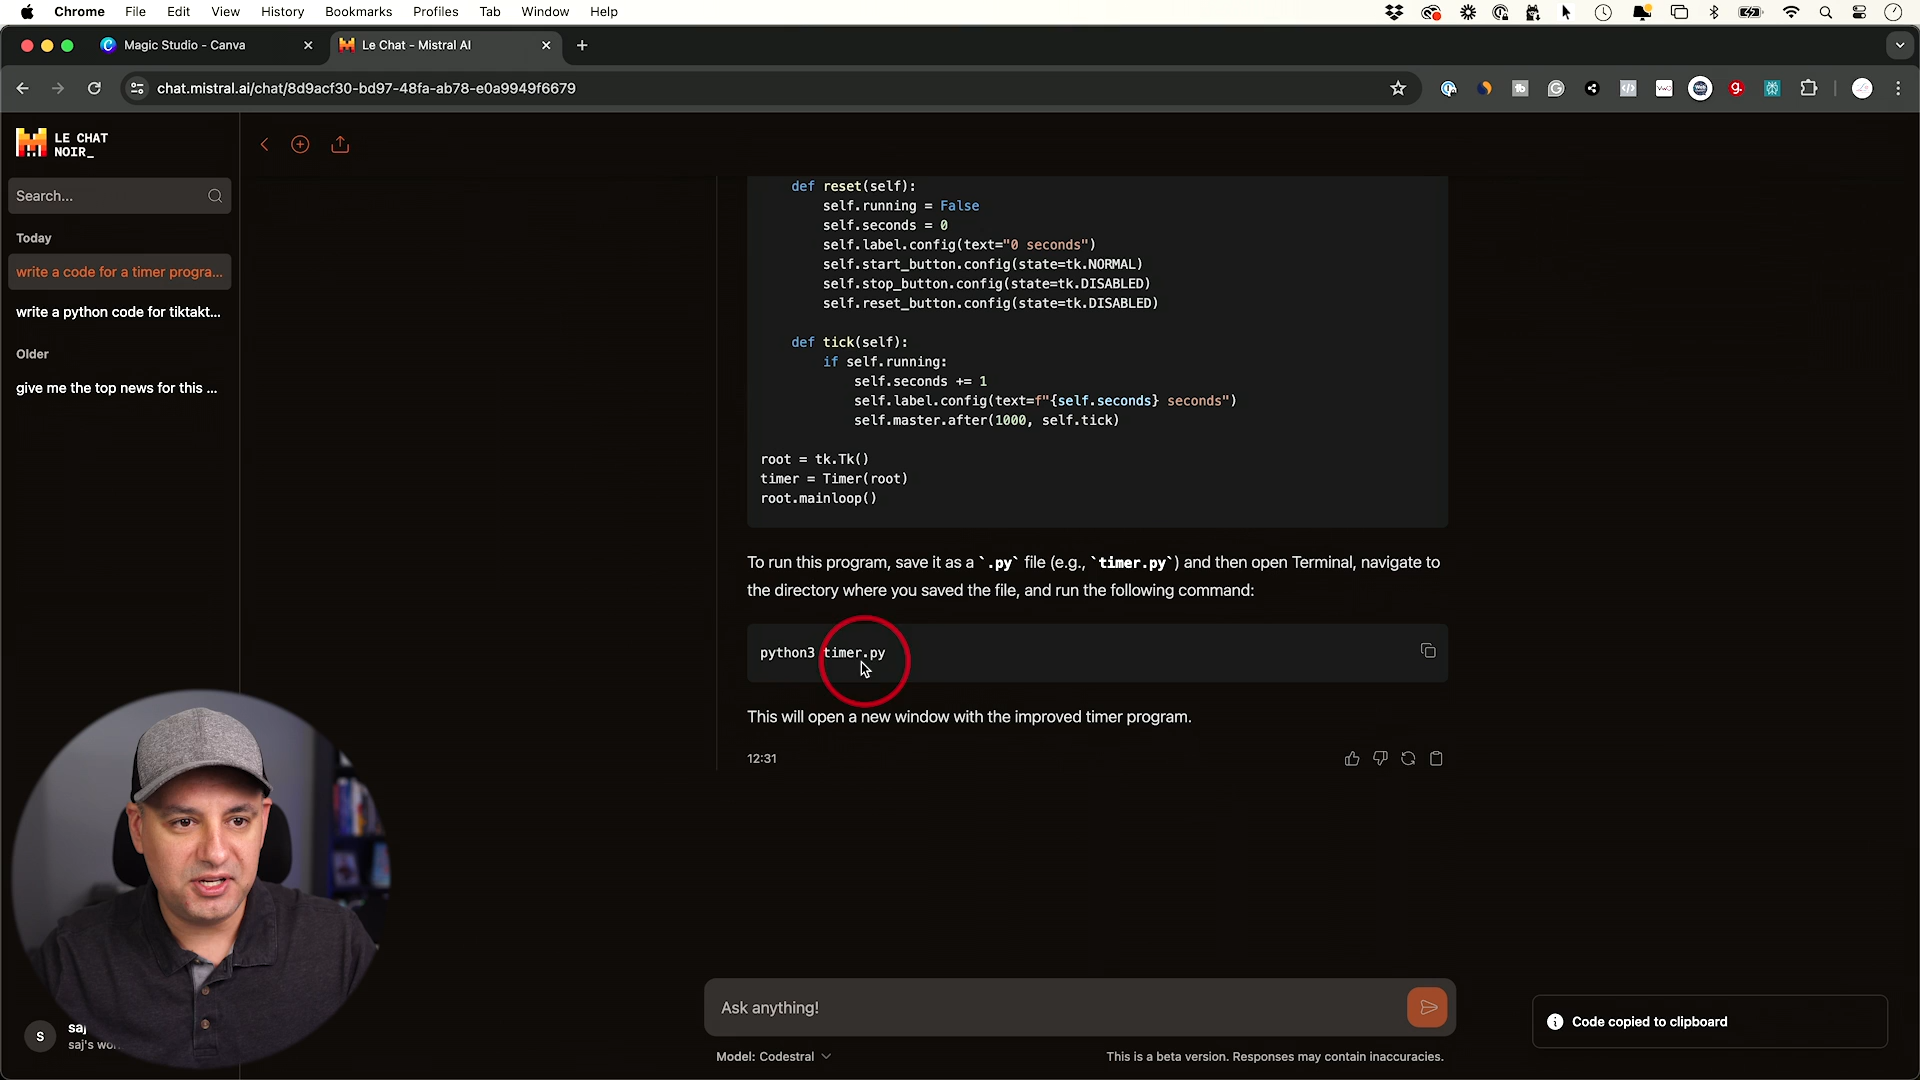 Chrome File Edit View History Bookmarks Profiles Tab Window Help
Magic Studio - Canva
Le Chat - Mistral AI
chat.mistral.ai/chat/8d9acf30-bd97-48fa-ab78-e0a9949f6679
LE CHAT
NOIR_
Search...
Today
write a code for a timer progra...
write a python code for tiktakt...
Older
give me the top news for this ...
def reset(self):
self.running = False
self.seconds = 0
self.label.config(text="0 seconds")
self.start_button.config(state=tk.NORMAL)
self.stop_button.config(state=tk.DISABLED)
self.reset_button.config(state=tk.DISABLED)
def tick(self):
if self.running:
self.seconds += 1
self.label.config(text=f"{self.seconds} seconds")
self.master.after(1000, self.tick)
root = tk.Tk()
timer = Timer(root)
root.mainloop()
To run this program, save it as a `.py` file (e.g., `timer.py`) and then open Terminal, navigate to
the directory where you saved the file, and run the following command:
python3 timer.py
This will open a new window with the improved timer program.
12:31
Ask anything!
Model: Codestral
This is a beta version. Responses may contain inaccuracies.
Code copied to clipboard
S
saj
saj's